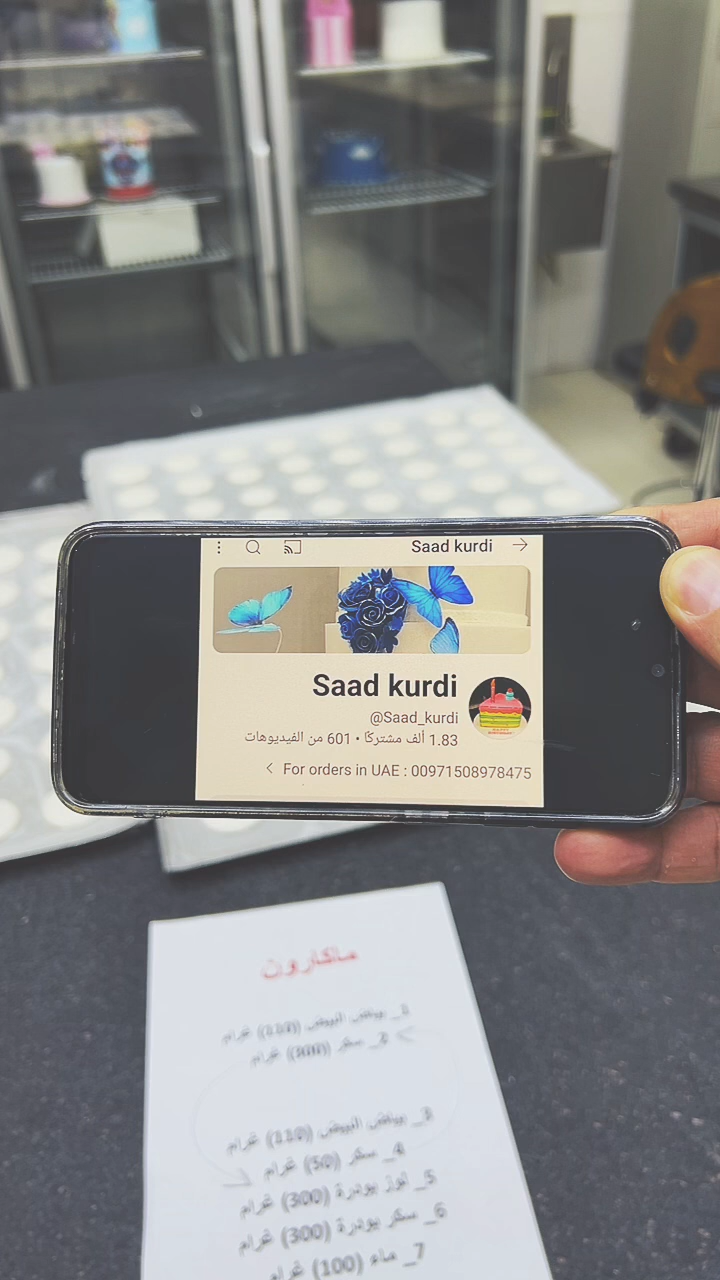 Saad kurdi
Saad kurdi
@Saad_kurdi
1.83 ألف مشتركًا • 601 من الفيديوهات
For orders in UAE : 00971508978475
ماكارون
1_ بياض البيض (110) غرام
2_ سكر (300) غرام
3_ بياض البيض (110) غرام
4_ سكر (50) غرام
5_ لوز بودرة (300) غرام
6_ سكر بودرة (300) غرام
7_ ماء (100) غرام